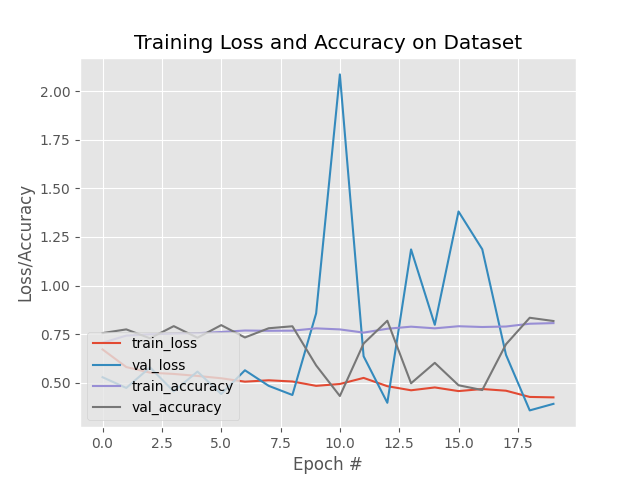 Training Loss and Accuracy on Dataset
Loss/Accuracy
2.00
1.75
1.50
1.25
1.00
0.75
0.50
train_loss
val_loss
train_accuracy
val_accuracy
0.0 2.5 5.0 7.5 10.0 12.5 15.0 17.5
Epoch #